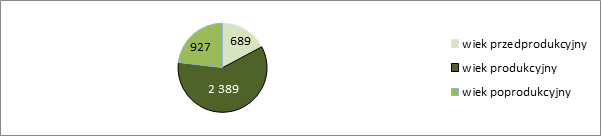 927
689
2 389
wiek przedprodukcyjny
wiek produkcyjny
wiek poprodukcyjny